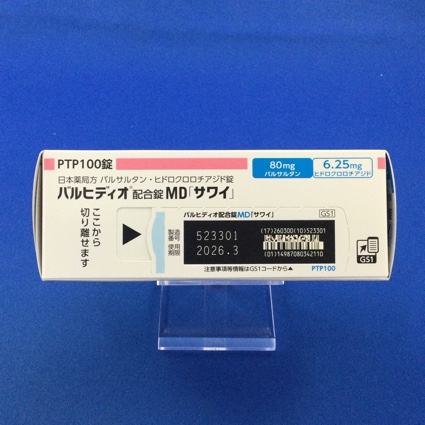 PTP100錠
日本薬局方 バルサルタン・ヒドロクロロチアジド錠
80mg
バルサルタン
6.25mg
ヒドロクロロチアジド
バルヒディオ®配合錠MD「サワイ」
ここから
切り離せます
バルヒディオ配合錠MD「サワイ」
GS1
製造番号
523301
使用期限
2026.3
(17)260300(10)523301
(01)14987080342110
GS1
注意事項等情報はGS1コードから▲
PTP100